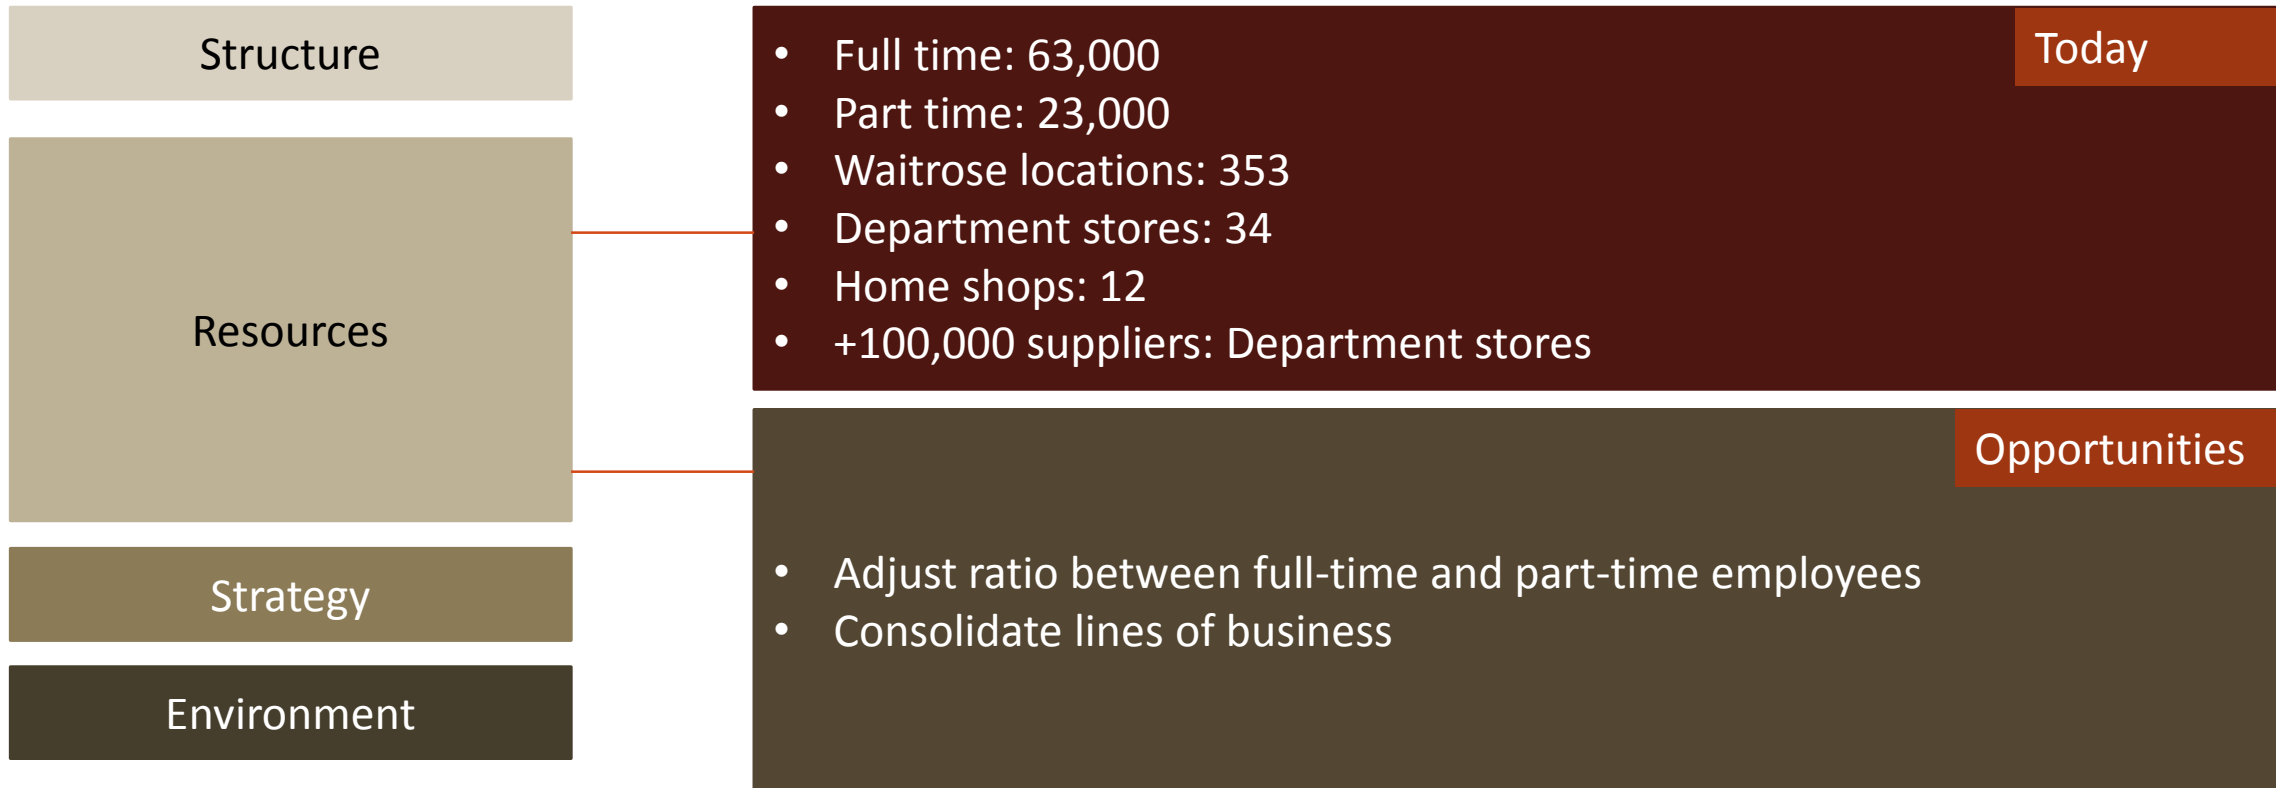 Structure
Resources
Strategy
Environment
Today
• Full time: 63,000
• Part time: 23,000
• Waitrose locations: 353
• Department stores: 34
• Home shops: 12
• +100,000 suppliers: Department stores
Opportunities
• Adjust ratio between full-time and part-time employees
• Consolidate lines of business